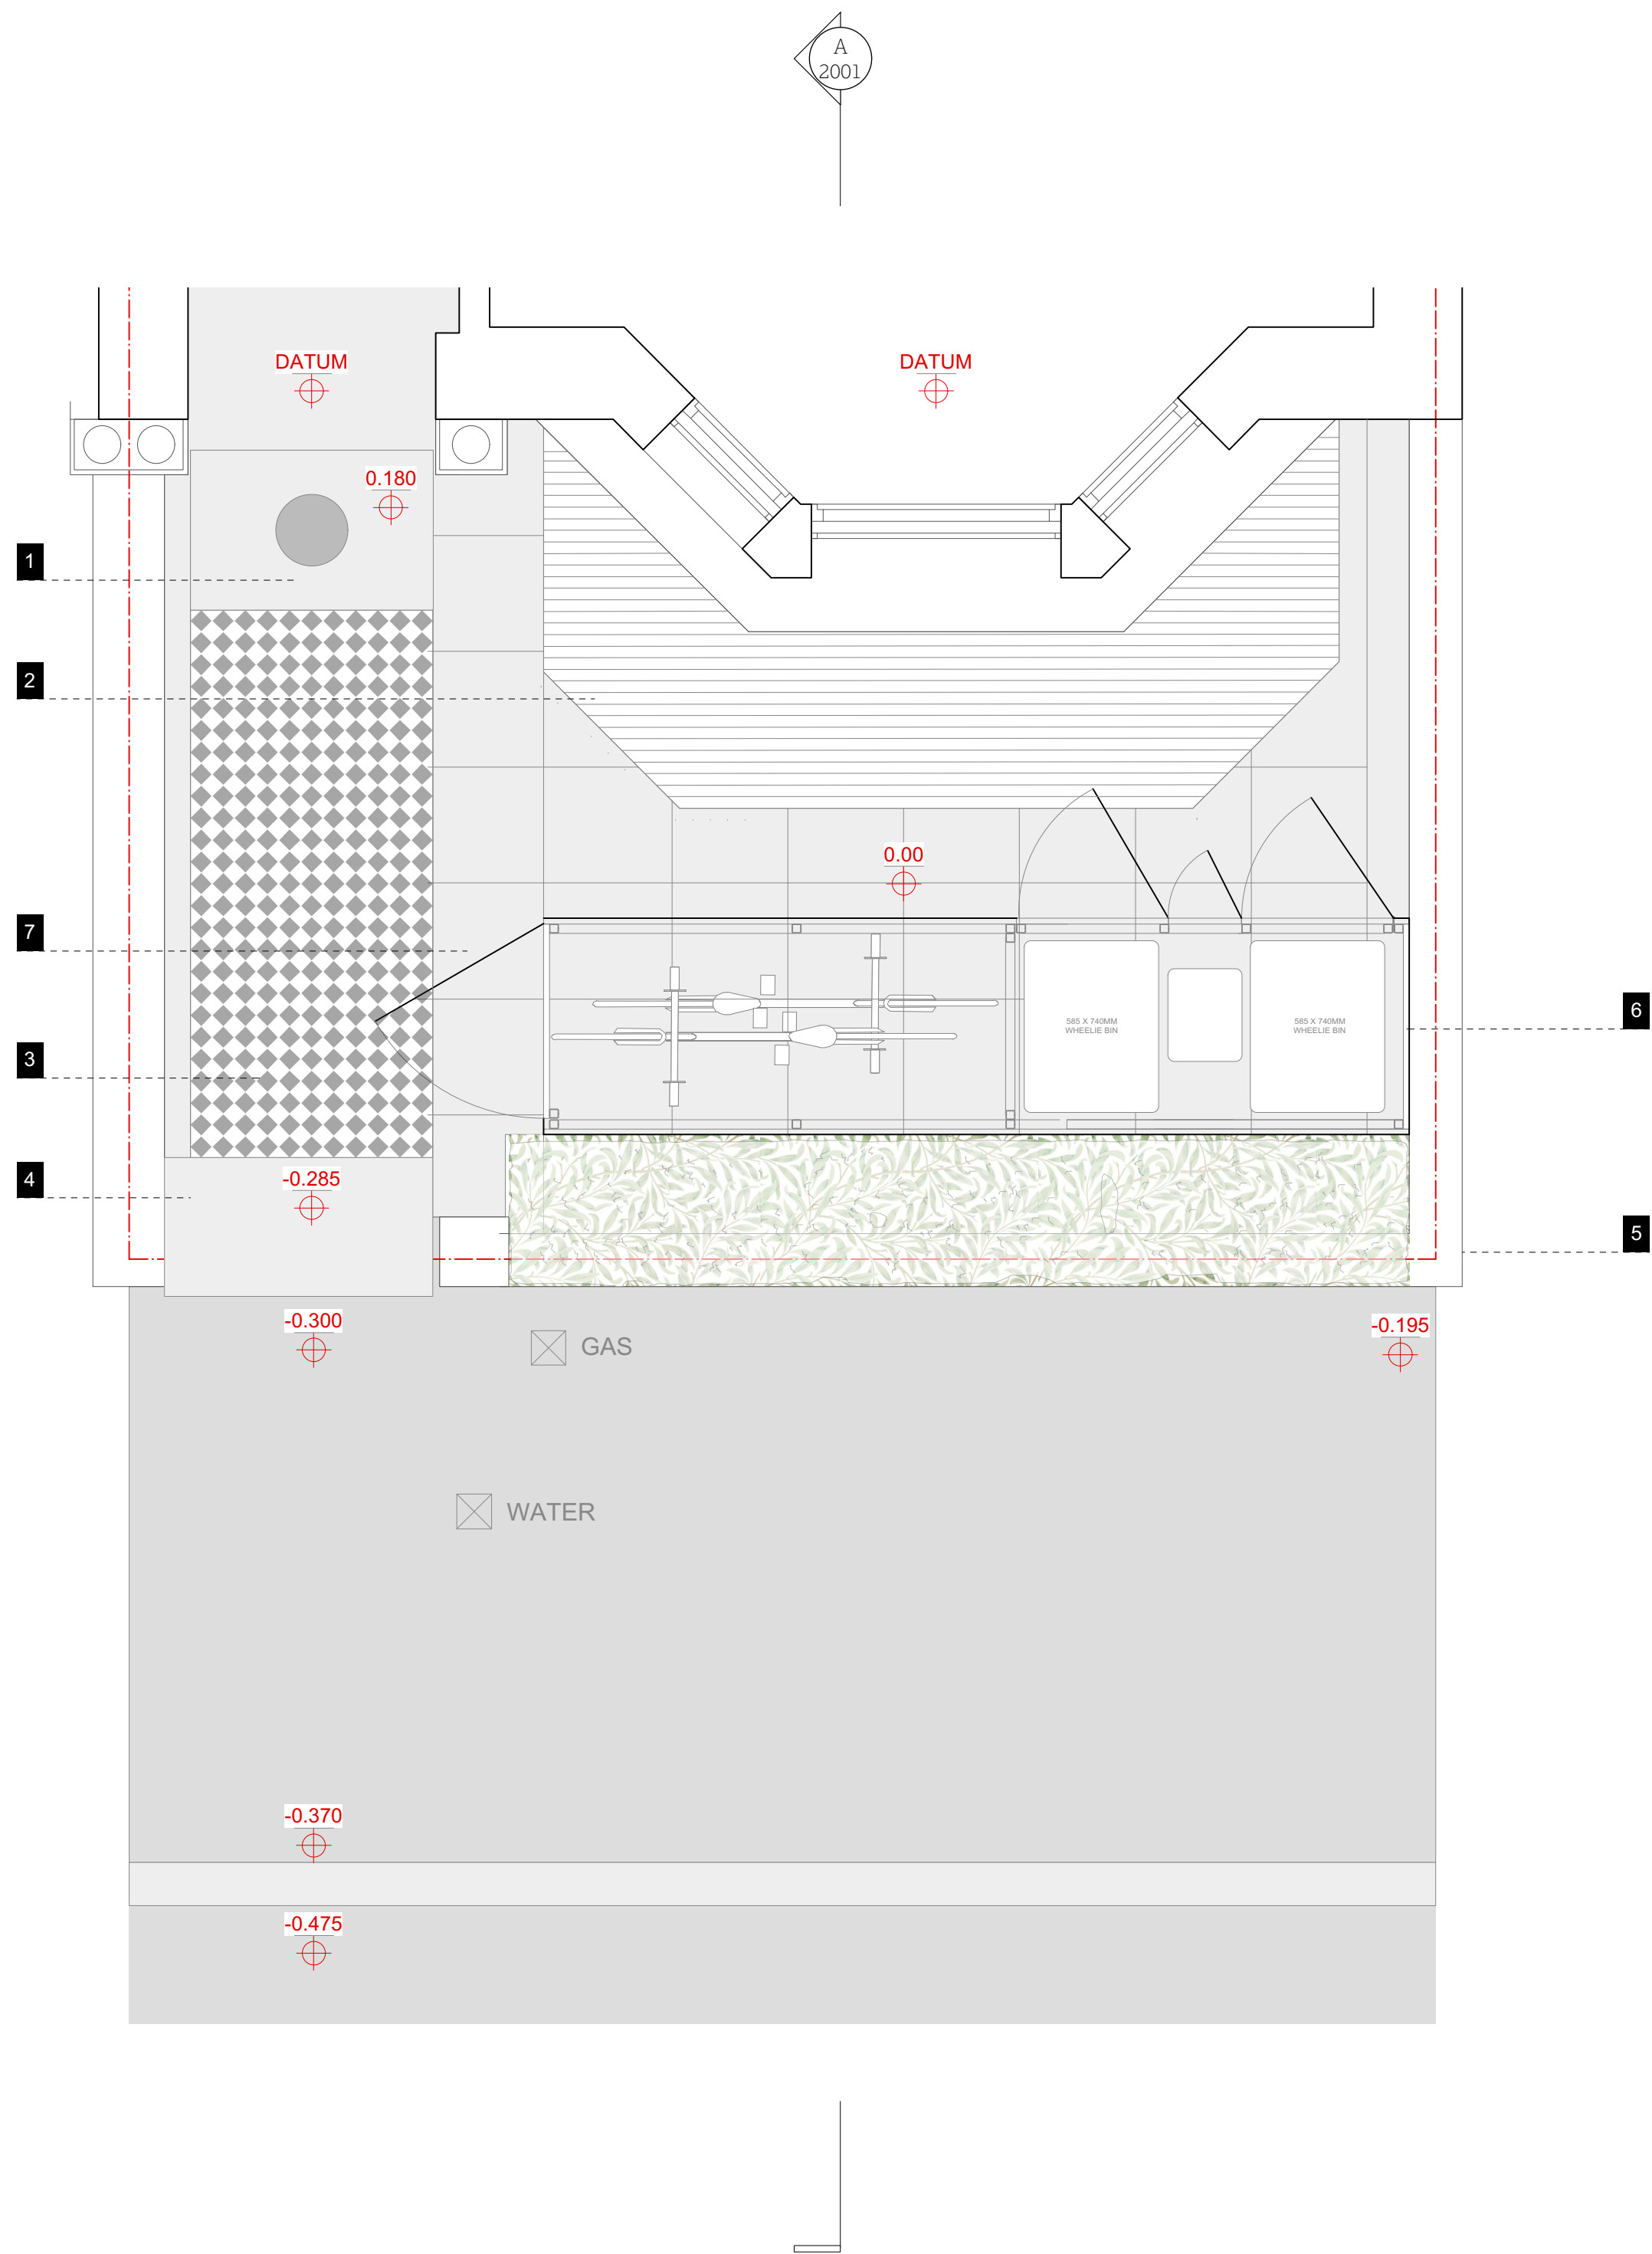 A
2001
DATUM
DATUM
0.180
1
2
0.00
7
6
585 X 740MM
WHEELIE BIN
585 X 740MM
WHEELIE BIN
3
4
-0.285
5
-0.300
-0.195
GAS
WATER
-0.370
-0.475